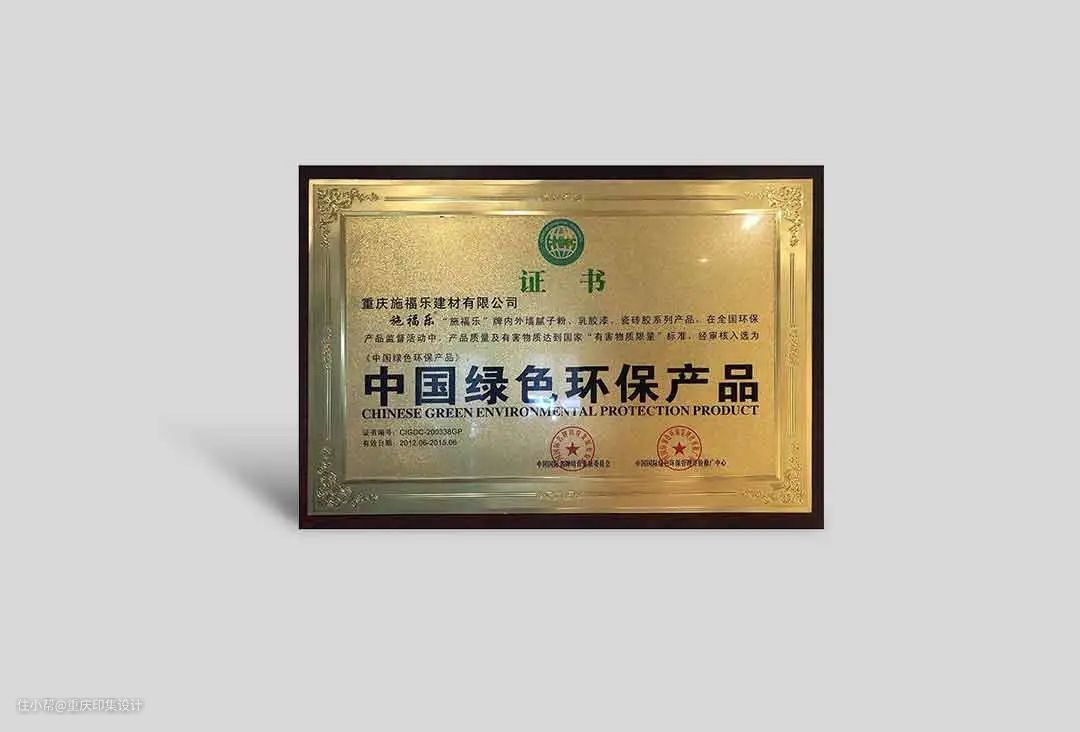 证 书
重庆施福乐建材有限公司
施福乐 “施福乐”牌内外墙腻子粉、乳胶漆、瓷砖胶系列产品，在全国环保
产品监督活动中，产品质量及有害物质达到国家“有害物质限量”标准，经审核入选为
《中国绿色环保产品》.
中国绿色环保产品
CHINESE GREEN ENVIRONMENTAL PROTECTION PRODUCT
证书编号：CIGDC-200338GP
有效日期：2012.06-2015.06
住小帮@重庆印集设计